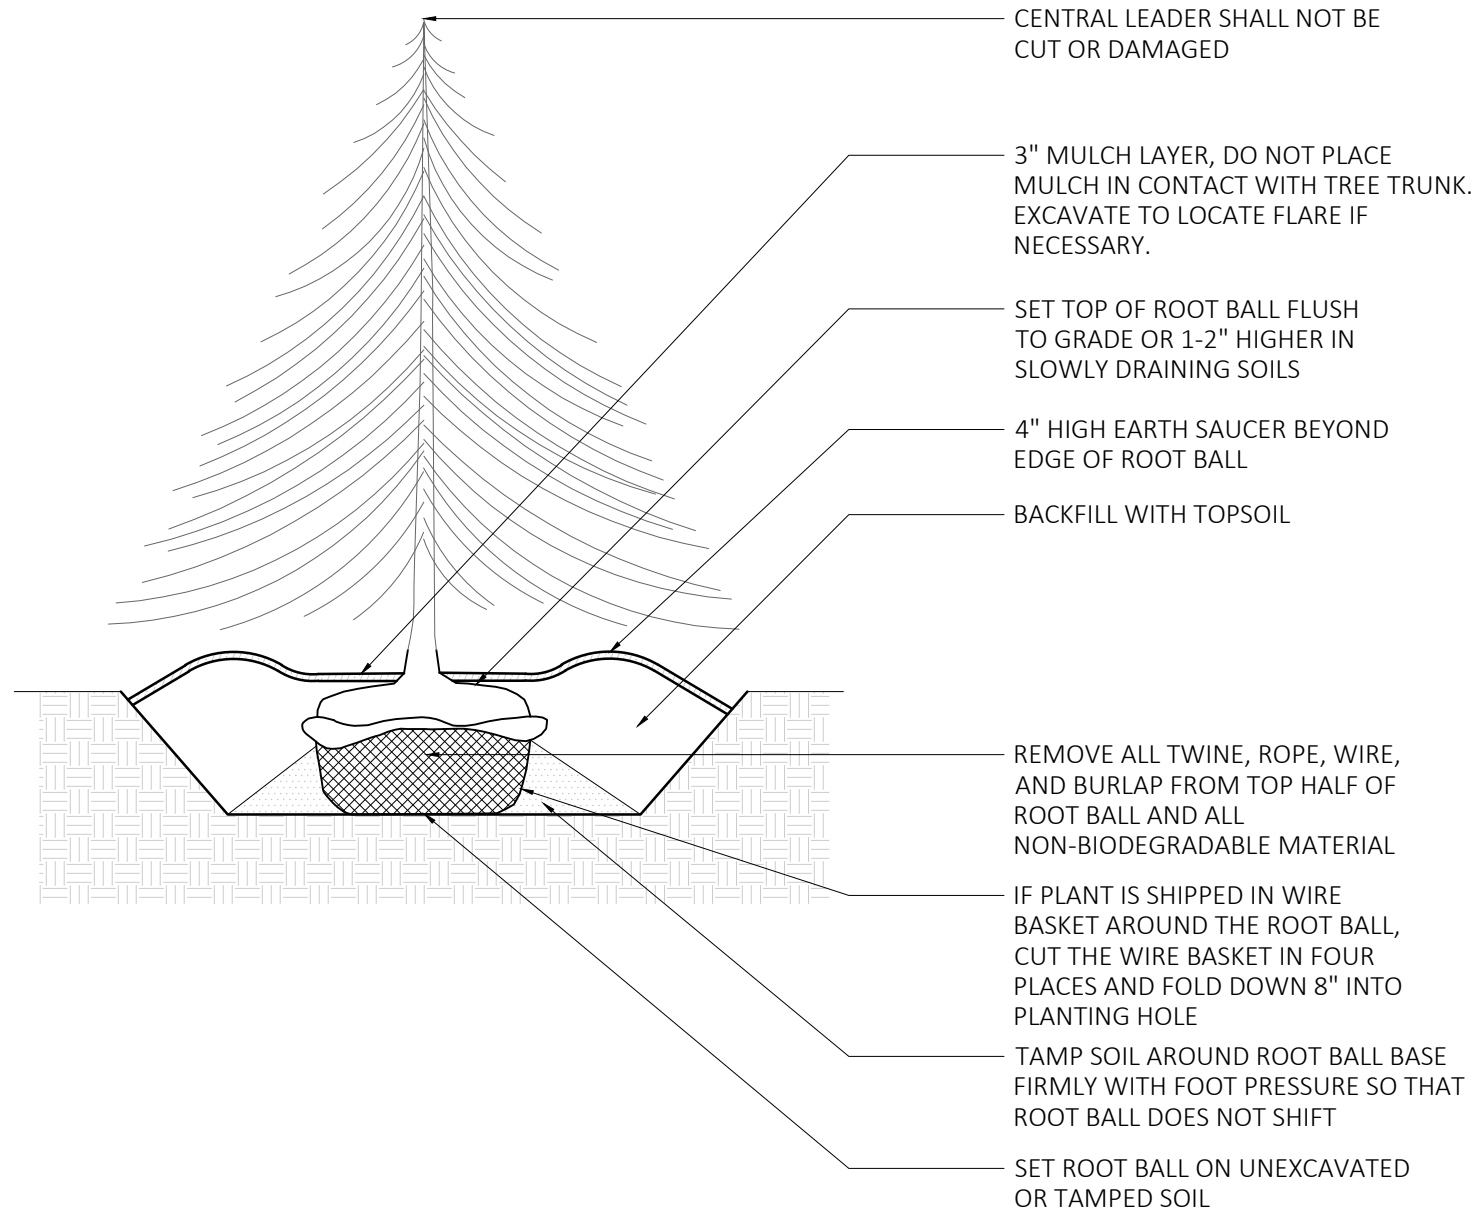 CENTRAL LEADER SHALL NOT BE
CUT OR DAMAGED
3" MULCH LAYER, DO NOT PLACE
MULCH IN CONTACT WITH TREE TRUNK.
EXCAVATE TO LOCATE FLARE IF
NECESSARY.
SET TOP OF ROOT BALL FLUSH
TO GRADE OR 1-2" HIGHER IN
SLOWLY DRAINING SOILS
4" HIGH EARTH SAUCER BEYOND
EDGE OF ROOT BALL
BACKFILL WITH TOPSOIL
REMOVE ALL TWINE, ROPE, WIRE,
AND BURLAP FROM TOP HALF OF
ROOT BALL AND ALL
NON-BIODEGRADABLE MATERIAL
IF PLANT IS SHIPPED IN WIRE
BASKET AROUND THE ROOT BALL,
CUT THE WIRE BASKET IN FOUR
PLACES AND FOLD DOWN 8" INTO
PLANTING HOLE
TAMP SOIL AROUND ROOT BALL BASE
FIRMLY WITH FOOT PRESSURE SO THAT
ROOT BALL DOES NOT SHIFT
SET ROOT BALL ON UNEXCAVATED
OR TAMPED SOIL